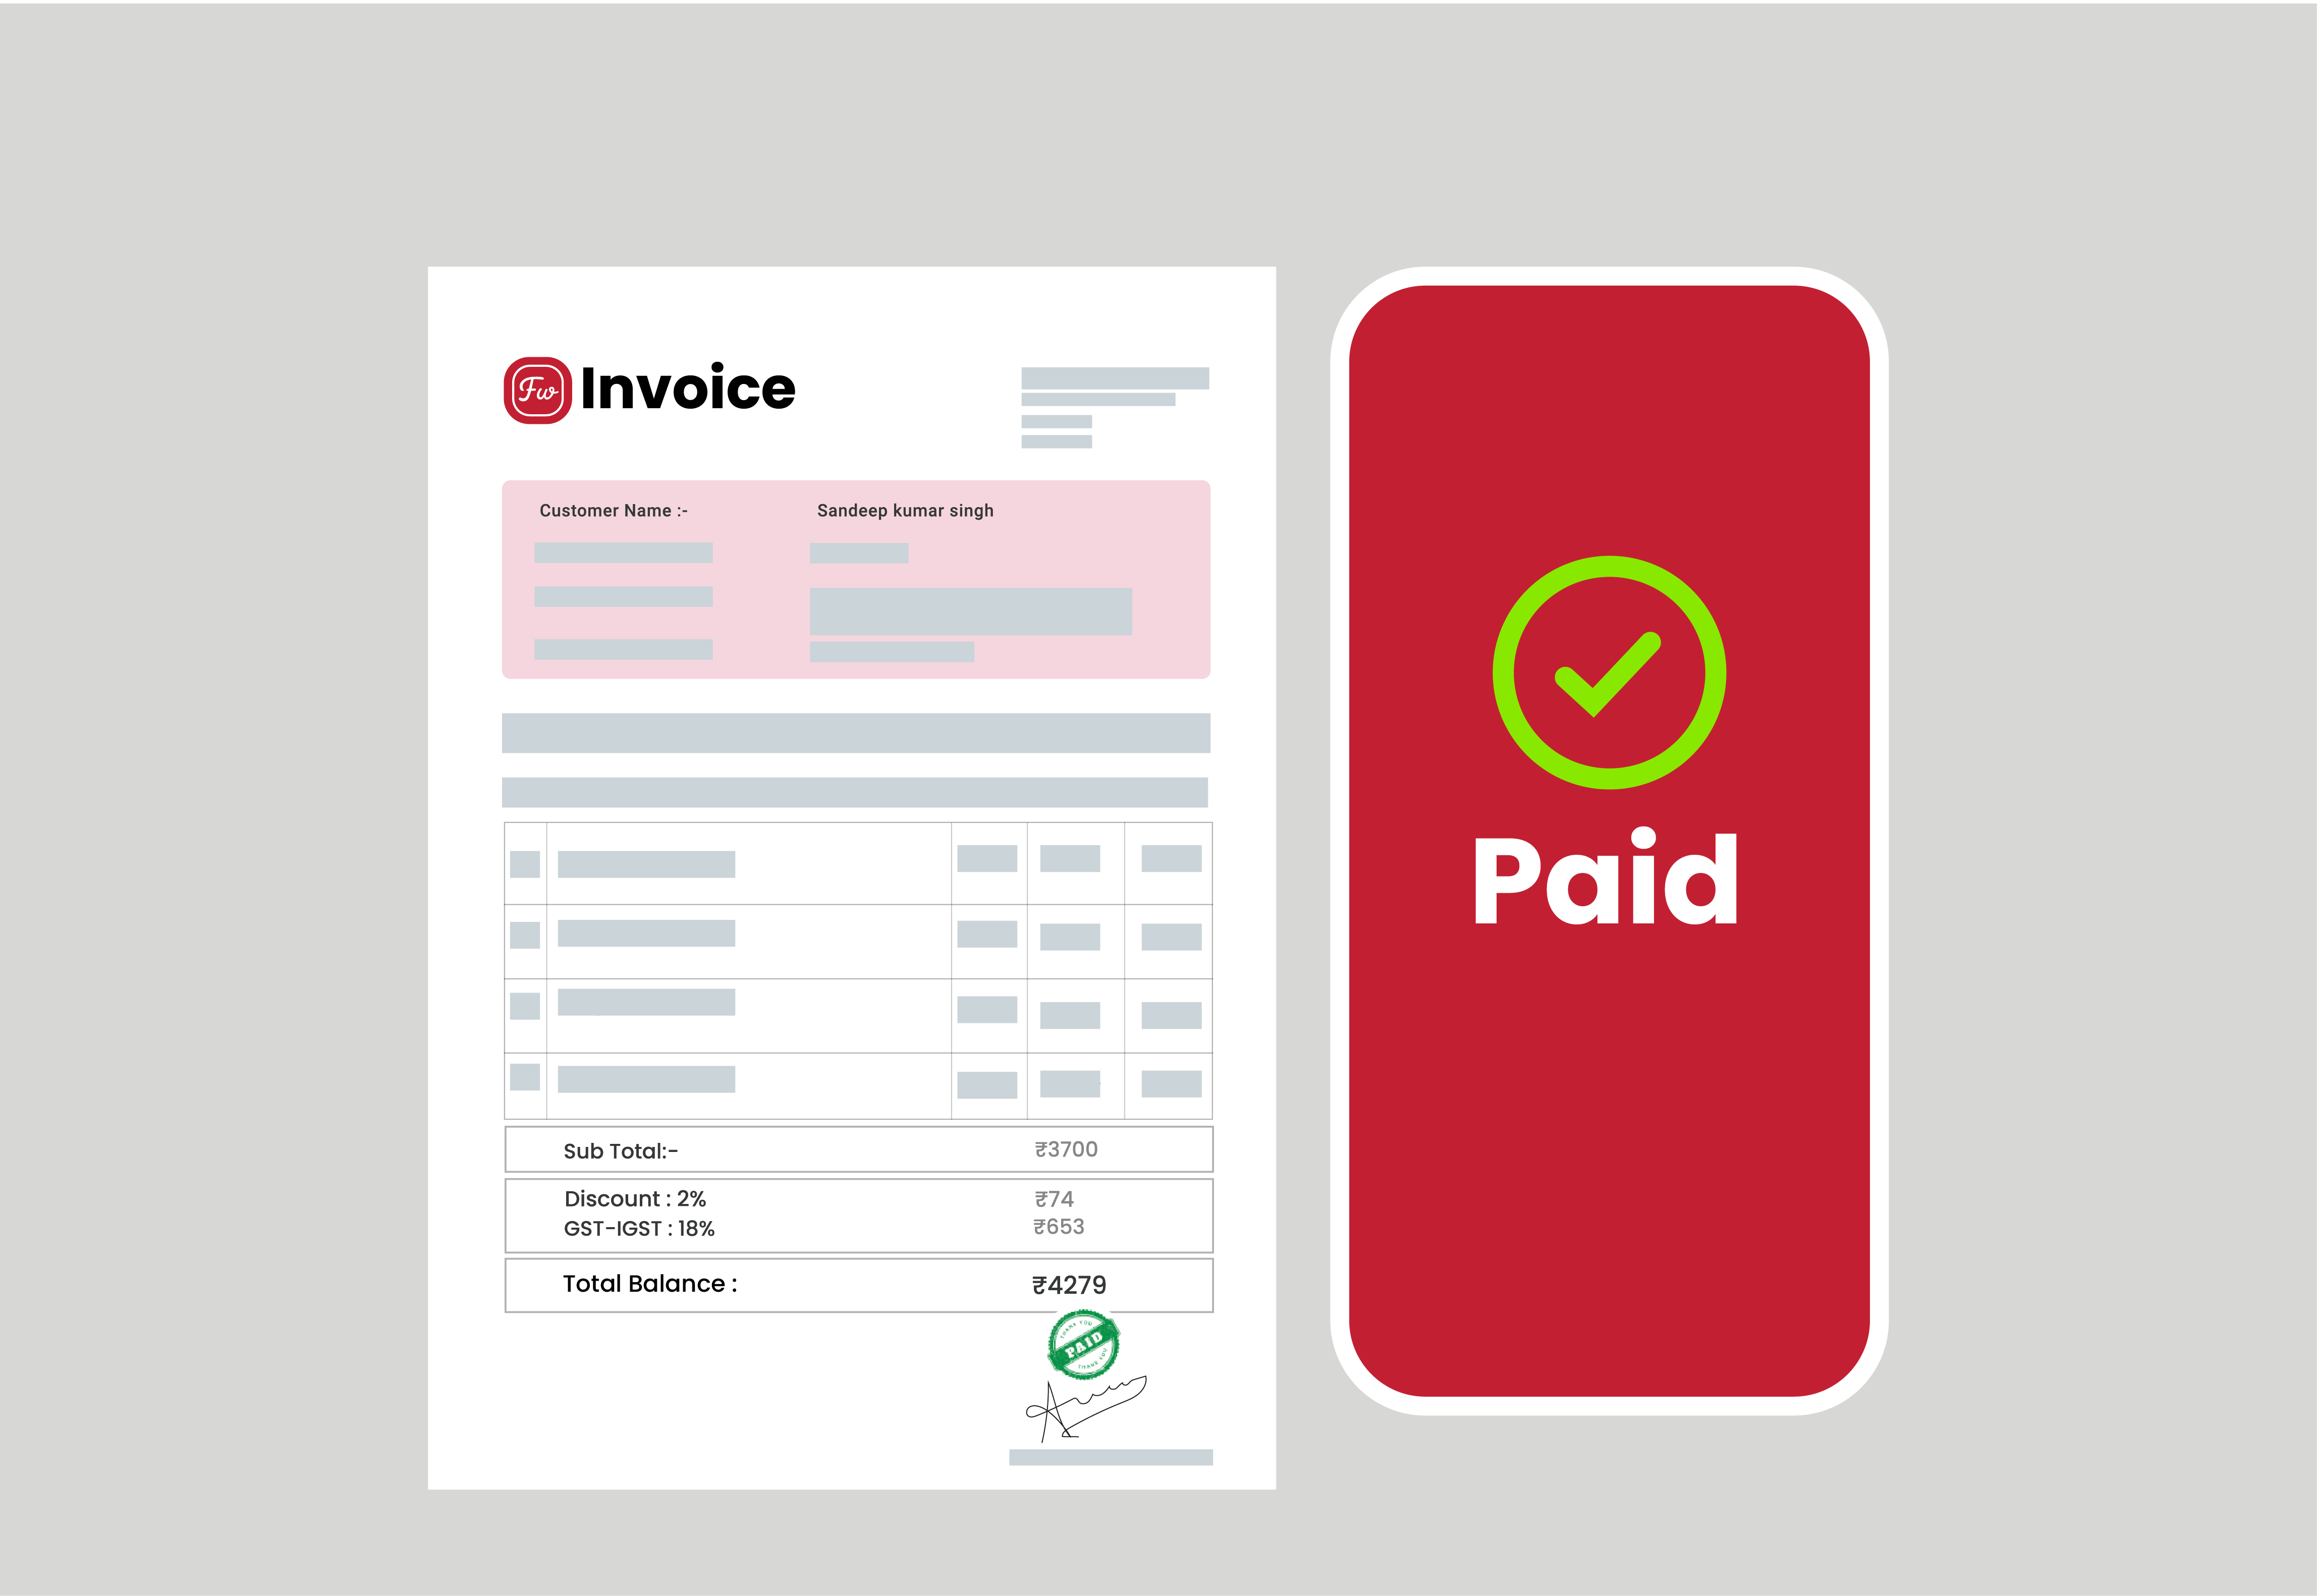 Fw
Invoice
Customer Name :- Sandeep kumar singh
Sub Total:- ₹3700
Discount : 2% ₹74
GST-IGST : 18% ₹653
Total Balance : ₹4279
THANK YOU
PAID
THANK YOU
Paid